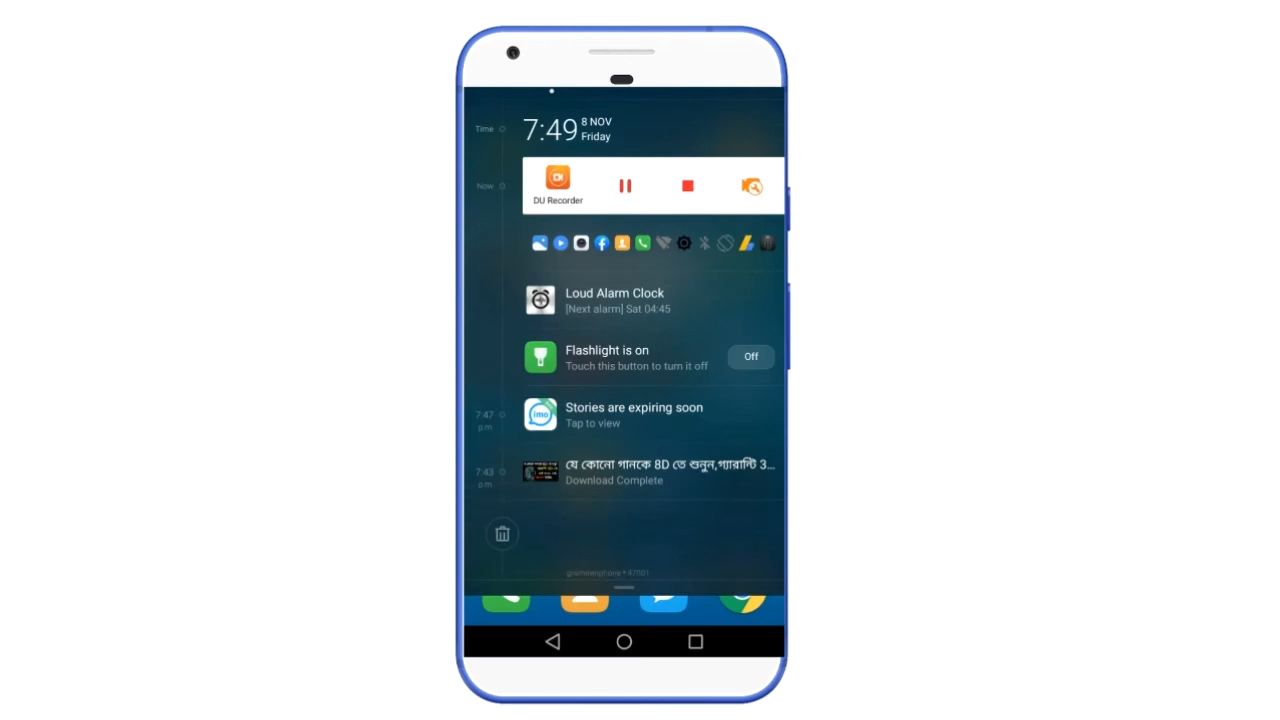 Time
7:49
8 NOV
Friday
Now
DU Recorder
Loud Alarm Clock
[Next alarm] Sat 04:45
Flashlight is on
Touch this button to turn it off
Off
7:47
p.m
imo
Stories are expiring soon
Tap to view
7:43
p.m
যে কোনো গানকে 8D তে শুনুন,গ্যারান্টি 3...
Download Complete